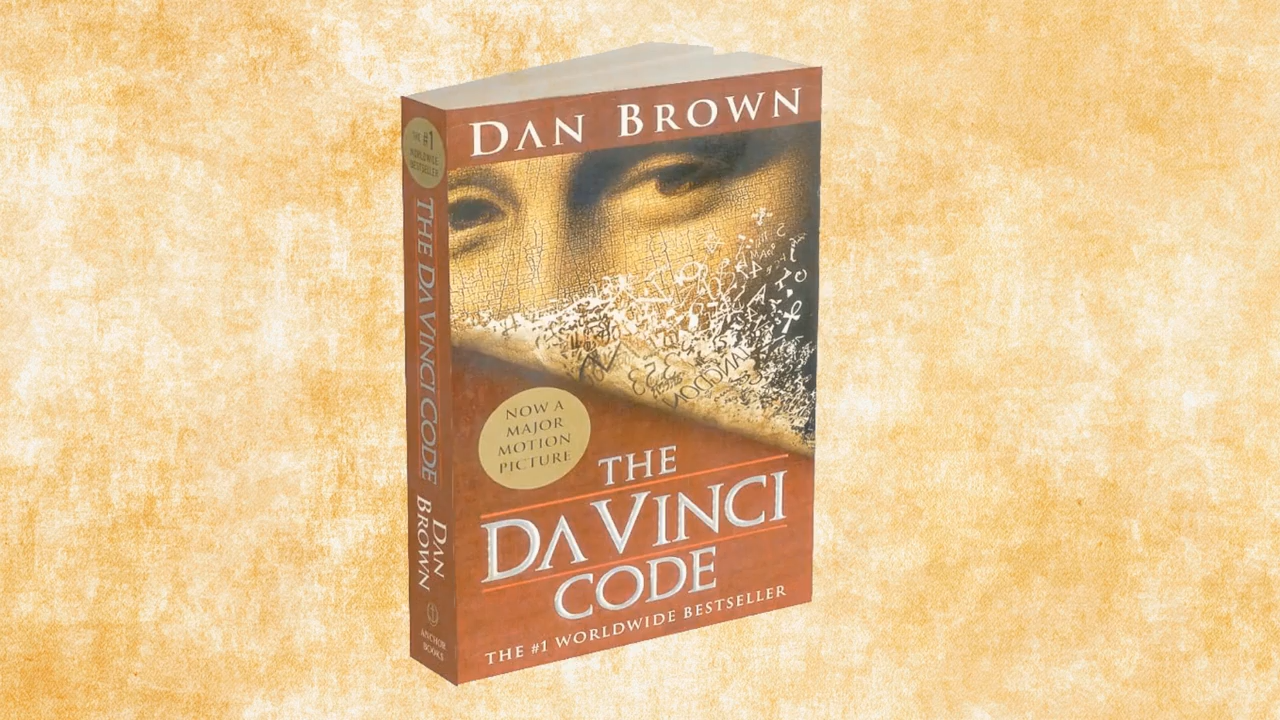 DAN BROWN
NOW A
MAJOR
MOTION
PICTURE
THE
DA VINCI
CODE
THE #1 WORLDWIDE BESTSELLER
THE #1
WORLDWIDE
BESTSELLER
THE DA VINCI CODE
DAN
BROWN
ANCHOR
BOOKS